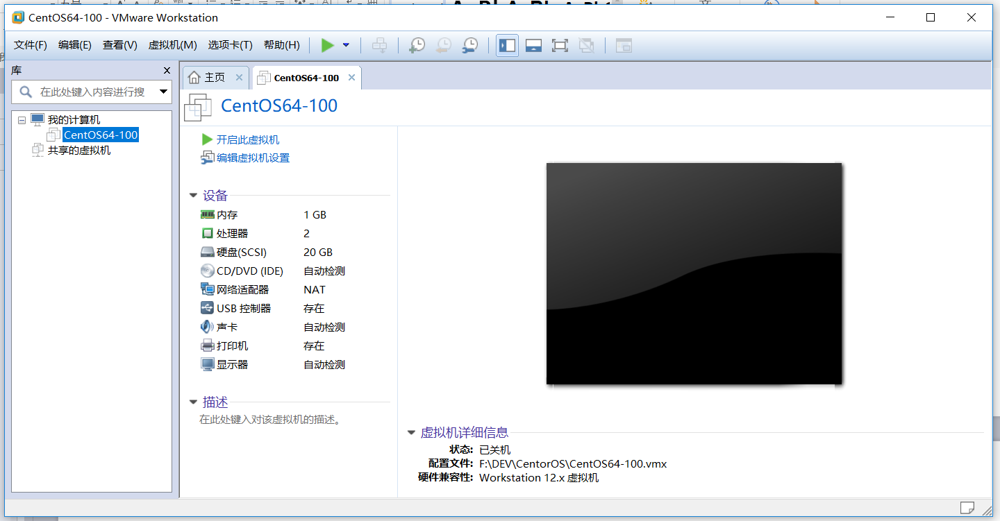 CentOS64-100 - VMware Workstation
文件(F) 编辑(E) 查看(V) 虚拟机(M) 选项卡(T) 帮助(H)
库
在此处键入内容进行搜
我的计算机
CentOS64-100
共享的虚拟机
主页
CentOS64-100
CentOS64-100
开启此虚拟机
编辑虚拟机设置
设备
内存 1 GB
处理器 2
硬盘(SCSI) 20 GB
CD/DVD (IDE) 自动检测
网络适配器 NAT
USB 控制器 存在
声卡 自动检测
打印机 存在
显示器 自动检测
描述
在此处键入对该虚拟机的描述。
虚拟机详细信息
状态: 已关机
配置文件: F:\DEV\CentorOS\CentOS64-100.vmx
硬件兼容性: Workstation 12.x 虚拟机